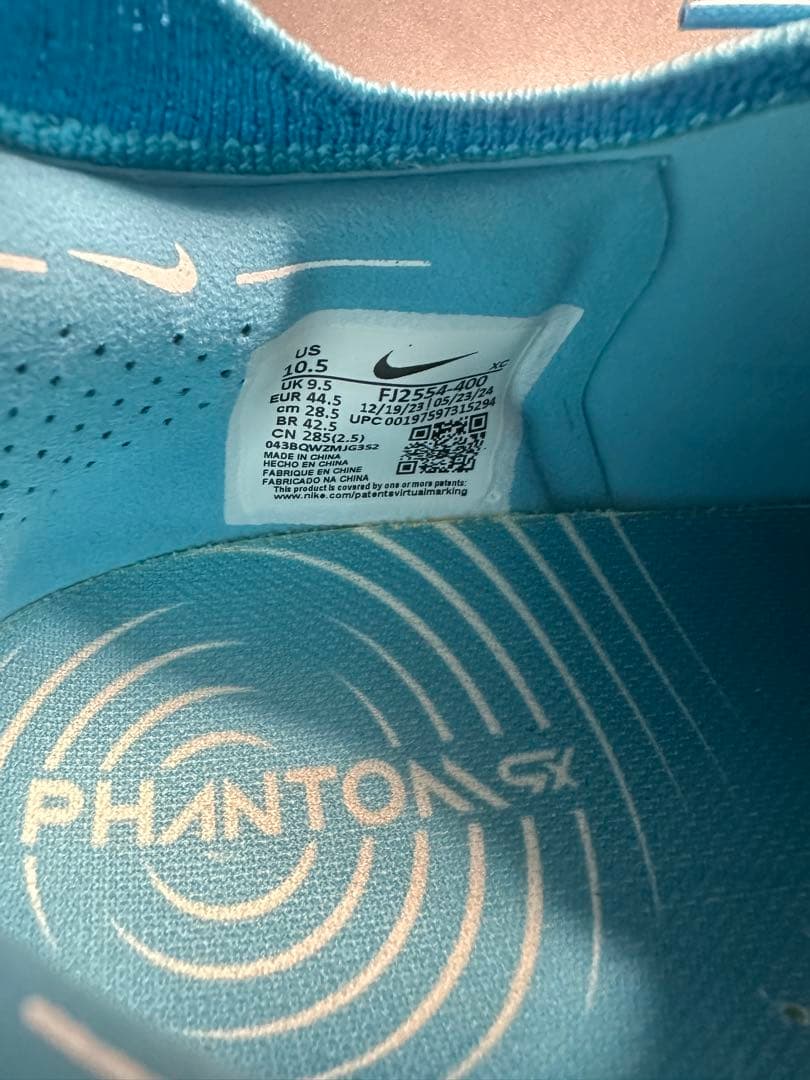 US
10.5
UK 9.5
EUR 44.5
cm 28.5
BR 42.5
CN 285(2.5)
XC
FJ2554-400
12/19/23 | 05/23/24
UPC 00197597315294
043BQWZMJG3S2
MADE IN CHINA
HECHO EN CHINA
FABRIQUE EN CHINE
FABRICADO NA CHINA
This product is covered by one or more patents:
www.nike.com/patentsvirtualmarking
PHANTOM GX